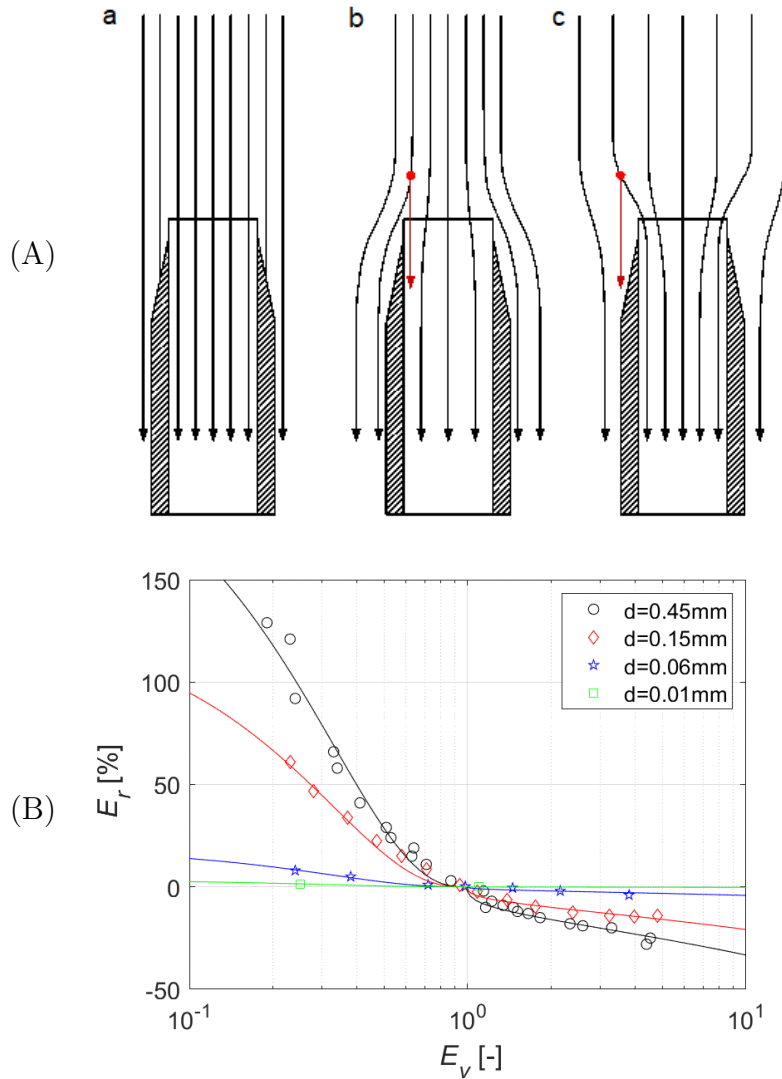 a b c
(A)
(B)
150
100
50
0
-50
E_r [%]
d=0.45mm
d=0.15mm
d=0.06mm
d=0.01mm
10^-1 10^0 10^1
E_v [-]